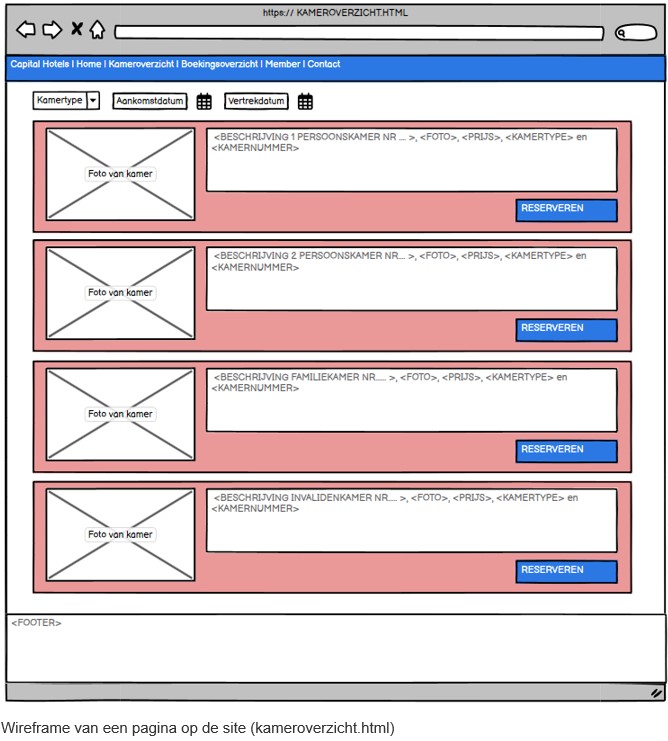 https:// KAMEROVERZICHT.HTML
Capital Hotels | Home | Kameroverzicht | Boekingsoverzicht | Member | Contact
Kamertype Aankomstdatum Vertrekdatum
Foto van kamer
<BESCHRIJVING 1 PERSOONSKAMER NR ... >, <FOTO>, <PRIJS>, <KAMERTYPE> en
<KAMERNUMMER>
RESERVEREN
Foto van kamer
<BESCHRIJVING 2 PERSOONSKAMER NR... >, <FOTO>, <PRIJS>, <KAMERTYPE> en
<KAMERNUMMER>
RESERVEREN
Foto van kamer
<BESCHRIJVING FAMILIEKAMER NR..... >, <FOTO>, <PRIJS>, <KAMERTYPE> en
<KAMERNUMMER>
RESERVEREN
Foto van kamer
<BESCHRIJVING INVALIDENKAMER NR.... >, <FOTO>, <PRIJS>, <KAMERTYPE> en
<KAMERNUMMER>
RESERVEREN
<FOOTER>
Wireframe van een pagina op de site (kameroverzicht.html)